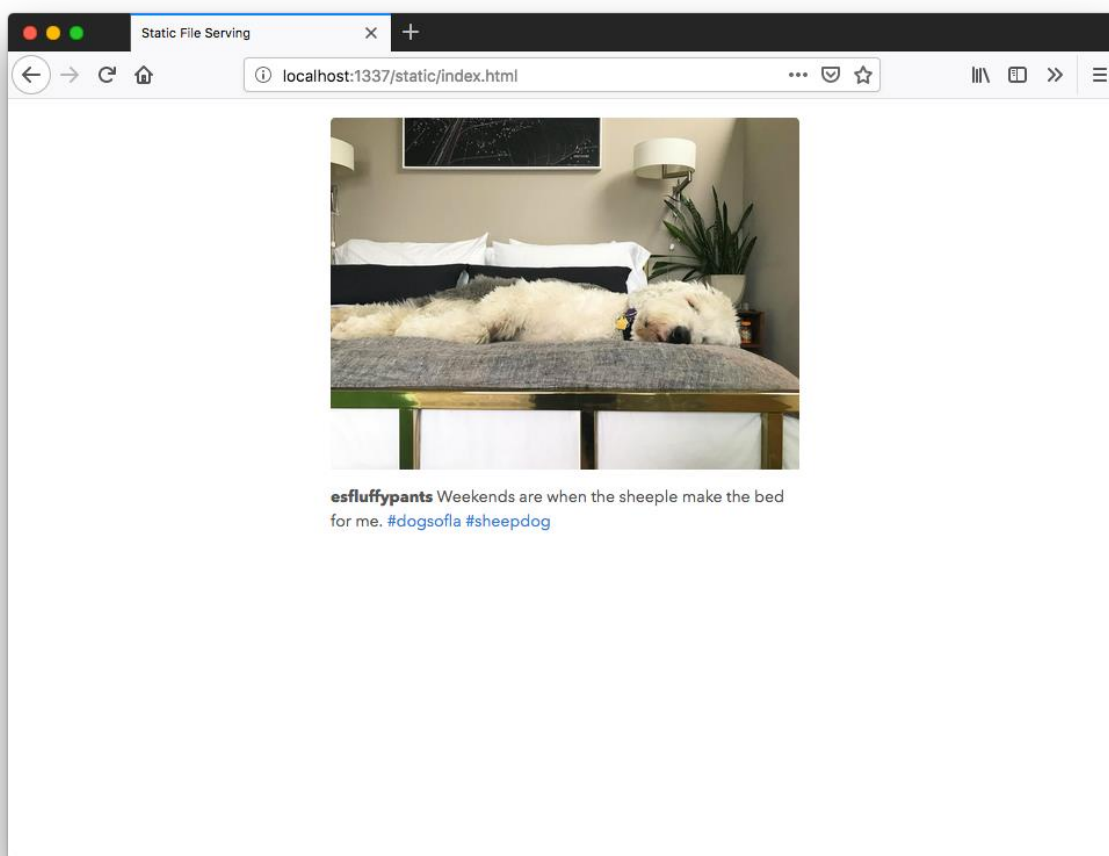 Static File Serving
localhost:1337/static/index.html
esfluffypants Weekends are when the sheeple make the bed
for me. #dogsofla #sheepdog